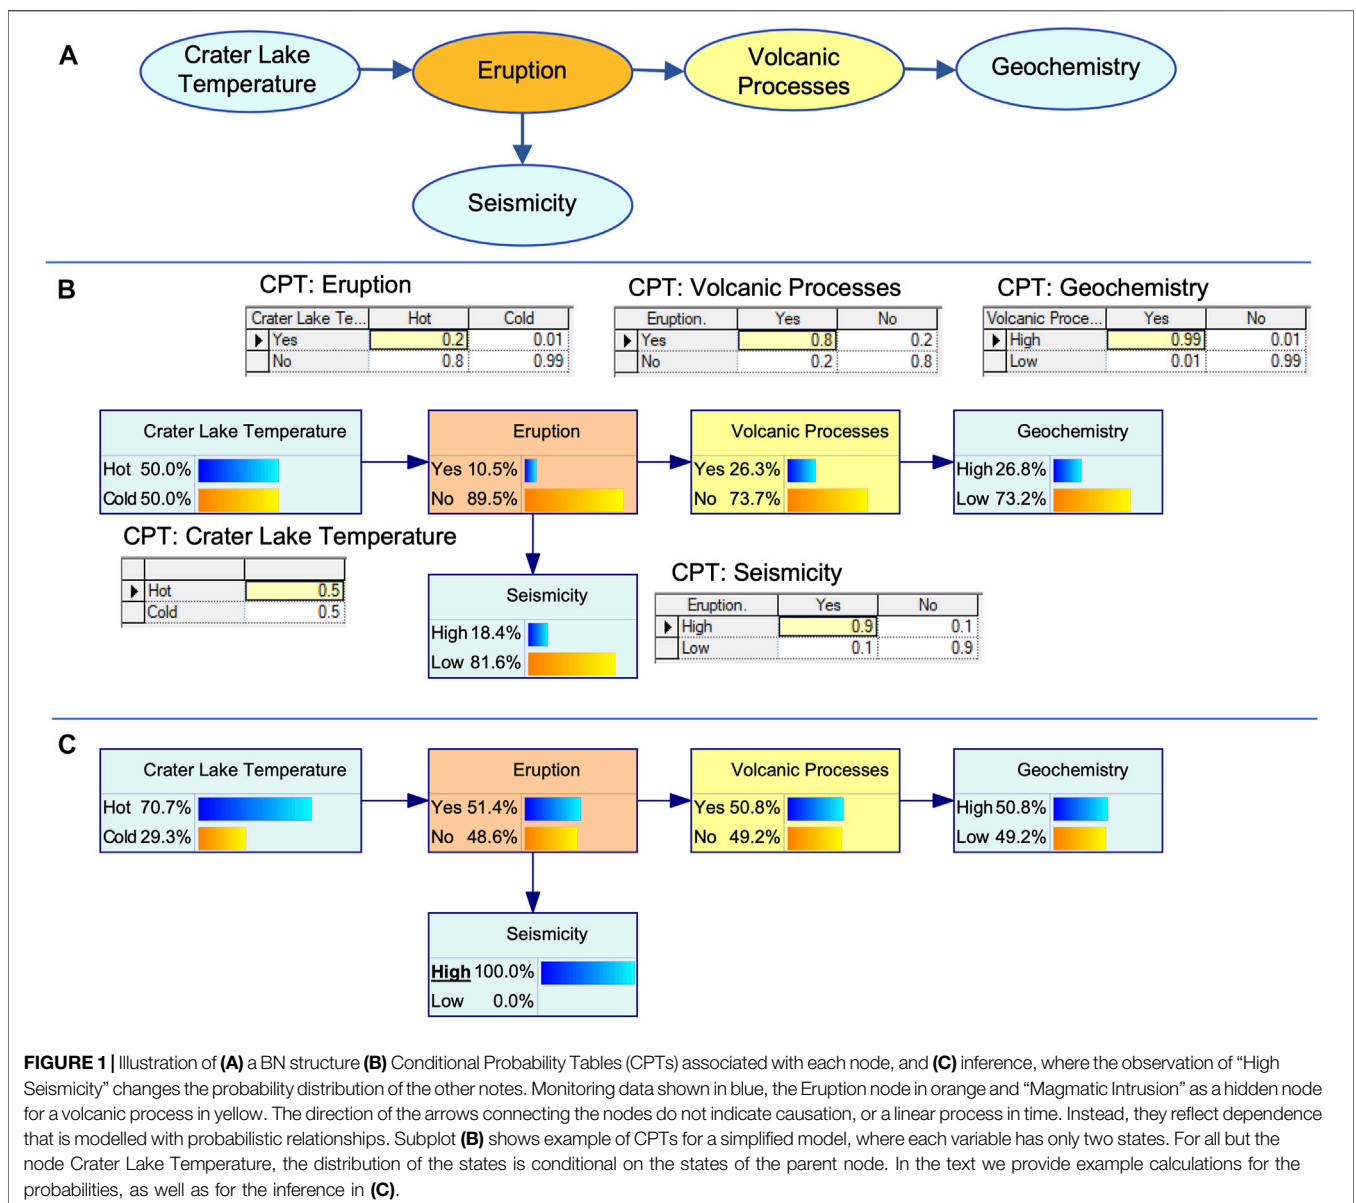 A
Crater Lake
Temperature
Eruption
Volcanic
Processes
Geochemistry
Seismicity
B
CPT: Eruption
Crater Lake Te... Hot Cold
Yes 0.2 0.01
No 0.8 0.99
CPT: Volcanic Processes
Eruption. Yes No
Yes 0.8 0.2
No 0.2 0.8
CPT: Geochemistry
Volcanic Proce... Yes No
High 0.99 0.01
Low 0.01 0.99
Crater Lake Temperature
Hot 50.0%
Cold 50.0%
Eruption
Yes 10.5%
No 89.5%
Volcanic Processes
Yes 26.3%
No 73.7%
Geochemistry
High 26.8%
Low 73.2%
CPT: Crater Lake Temperature
Hot 0.5
Cold 0.5
Seismicity
High 18.4%
Low 81.6%
CPT: Seismicity
Eruption. Yes No
High 0.9 0.1
Low 0.1 0.9
C
Crater Lake Temperature
Hot 70.7%
Cold 29.3%
Eruption
Yes 51.4%
No 48.6%
Volcanic Processes
Yes 50.8%
No 49.2%
Geochemistry
High 50.8%
Low 49.2%
Seismicity
High 100.0%
Low 0.0%
FIGURE 1 | Illustration of (A) a BN structure (B) Conditional Probability Tables (CPTs) associated with each node, and (C) inference, where the observation of “High
Seismicity” changes the probability distribution of the other notes. Monitoring data shown in blue, the Eruption node in orange and “Magmatic Intrusion” as a hidden node
for a volcanic process in yellow. The direction of the arrows connecting the nodes do not indicate causation, or a linear process in time. Instead, they reflect dependence
that is modelled with probabilistic relationships. Subplot (B) shows example of CPTs for a simplified model, where each variable has only two states. For all but the
node Crater Lake Temperature, the distribution of the states is conditional on the states of the parent node. In the text we provide example calculations for the
probabilities, as well as for the inference in (C).